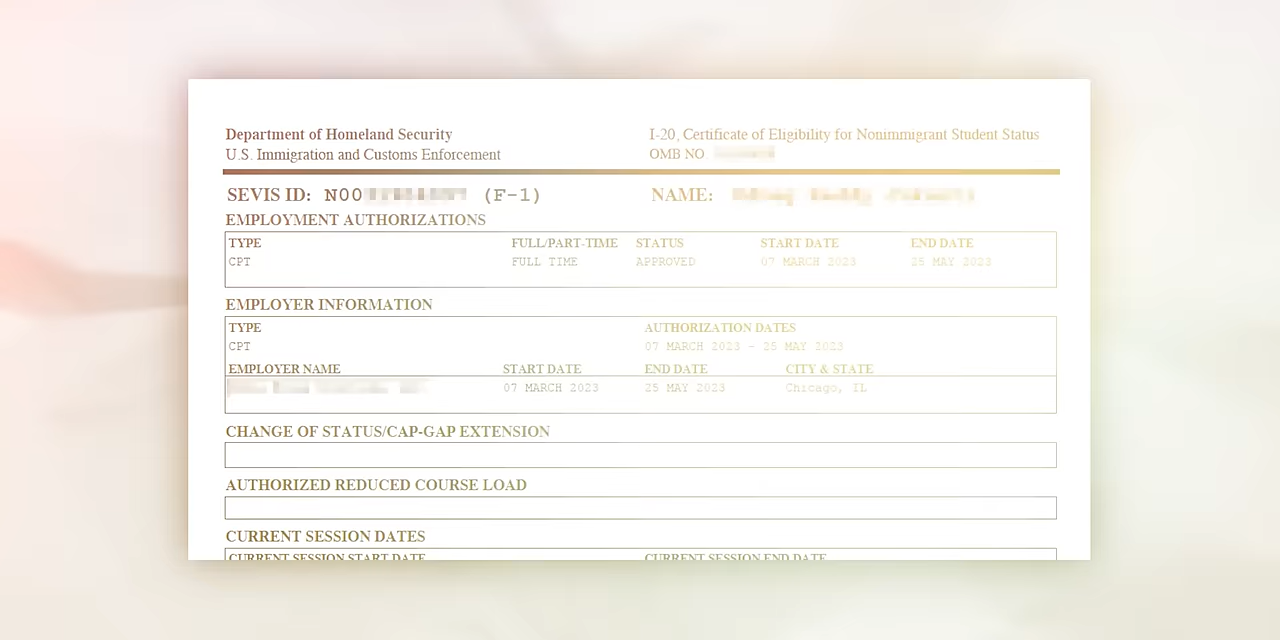 Department of Homeland Security
U.S. Immigration and Customs Enforcement
I-20, Certificate of Eligibility for Nonimmigrant Student Status
OMB NO
SEVIS ID: N00 (F-1) NAME:
EMPLOYMENT AUTHORIZATIONS
TYPE FULL/PART-TIME STATUS START DATE END DATE
CPT FULL TIME APPROVED 07 MARCH 2023 25 MAY 2023
EMPLOYER INFORMATION
TYPE AUTHORIZATION DATES
CPT 07 MARCH 2023 - 25 MAY 2023
EMPLOYER NAME START DATE END DATE CITY & STATE
07 MARCH 2023 25 MAY 2023 Chicago, IL
CHANGE OF STATUS/CAP-GAP EXTENSION
AUTHORIZED REDUCED COURSE LOAD
CURRENT SESSION DATES
CURRENT SESSION START DATE CURRENT SESSION END DATE